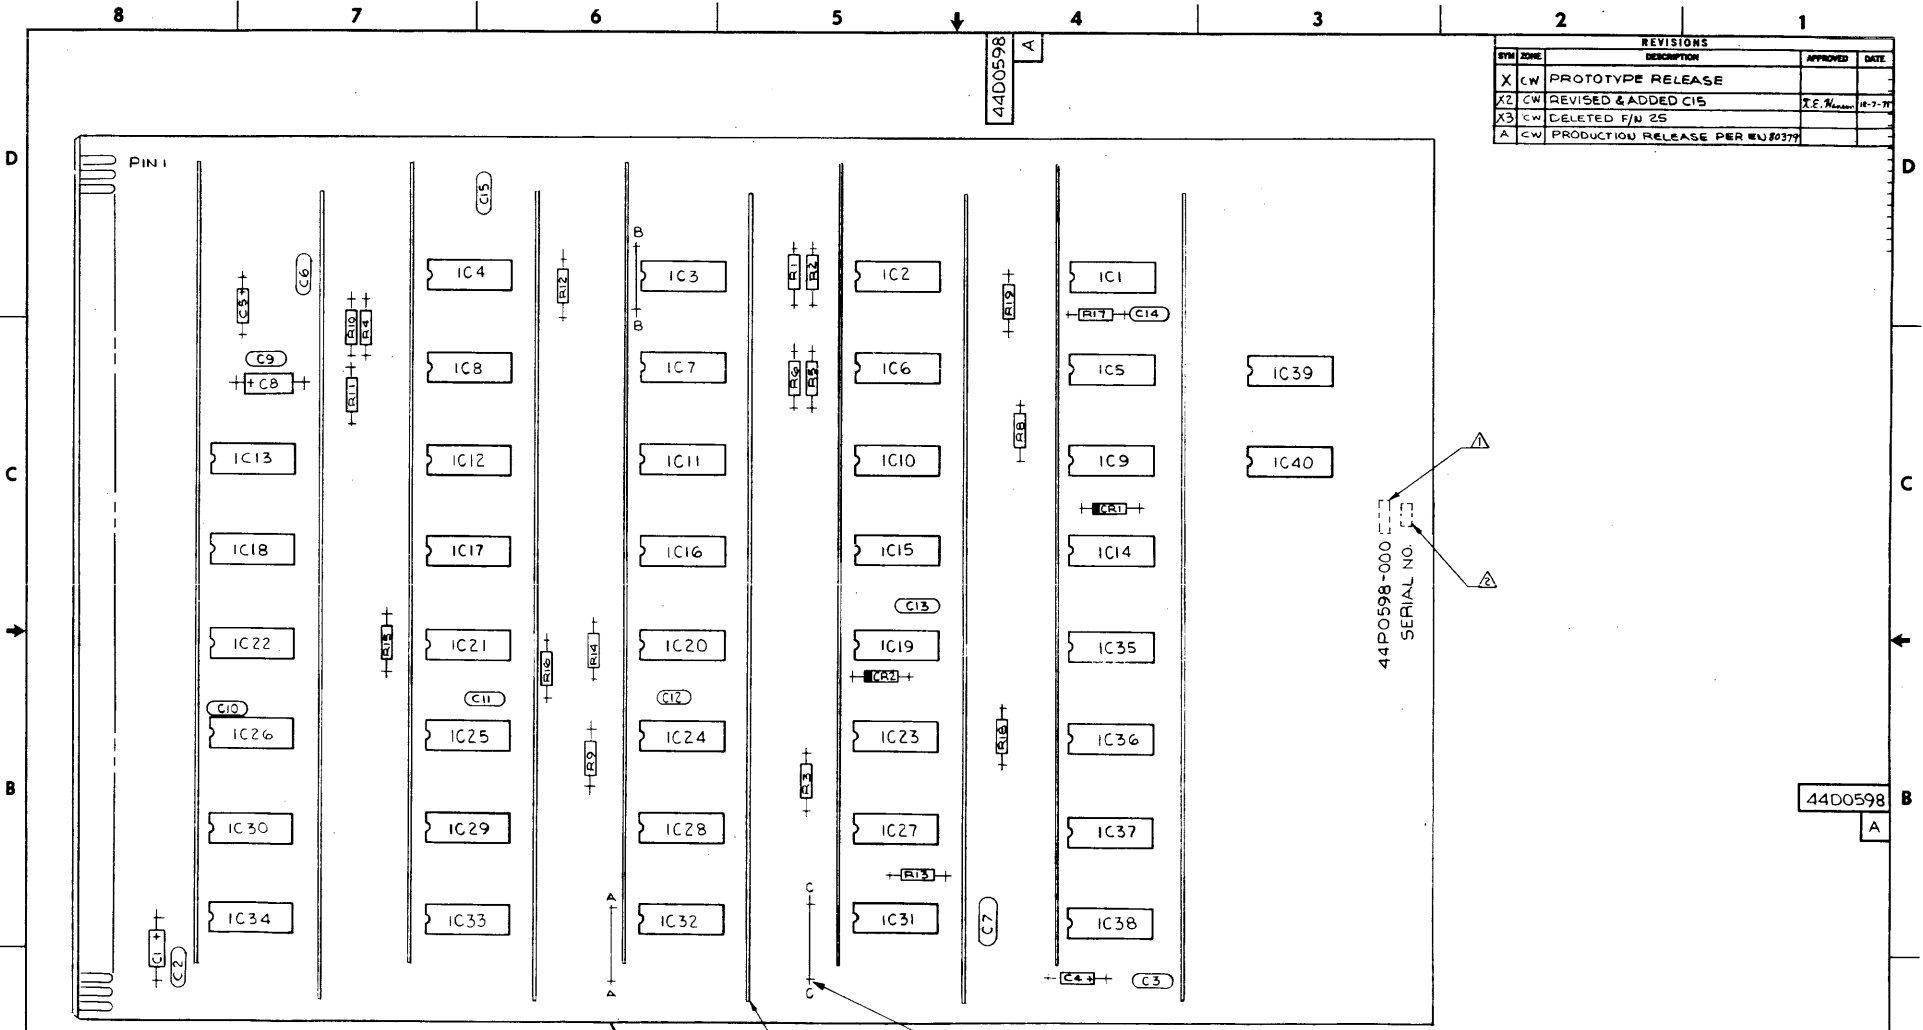 8 7 6 5 4 3 2 1
44D0598 A
REVISIONS
SYM ZONE DESCRIPTION APPROVED DATE
X CW PROTOTYPE RELEASE
X2 CW REVISED & ADDED C15
X3 CW DELETED F/N 25
A CW PRODUCTION RELEASE PER EN 80379
D D
PIN 1
C15
B
C6 IC4 R12 IC3 R1 R2 IC2 R19 IC1
C5 +
B
R10 R4 R17 C14
C9
+ C8 R11 IC8 IC7 R6 R5 IC6 IC5 IC39
R8
IC13 IC12 IC11 IC10 IC9 IC40
1
C C
CR1
IC18 IC17 IC16 IC15 IC14
44P0598-000
SERIAL NO.
2
C13
IC22 R15 IC21 R16 R14 IC20 IC19 IC35
CR2
C10 C11 C12
IC26 IC25 R9 IC24 IC23 R18 IC36
R3
B 44D0598 B
A
IC30 IC29 IC28 IC27 IC37
R13
A C
IC34 IC33 IC32 IC31 C7 IC38
C1 + C2
C4 + C3
A C